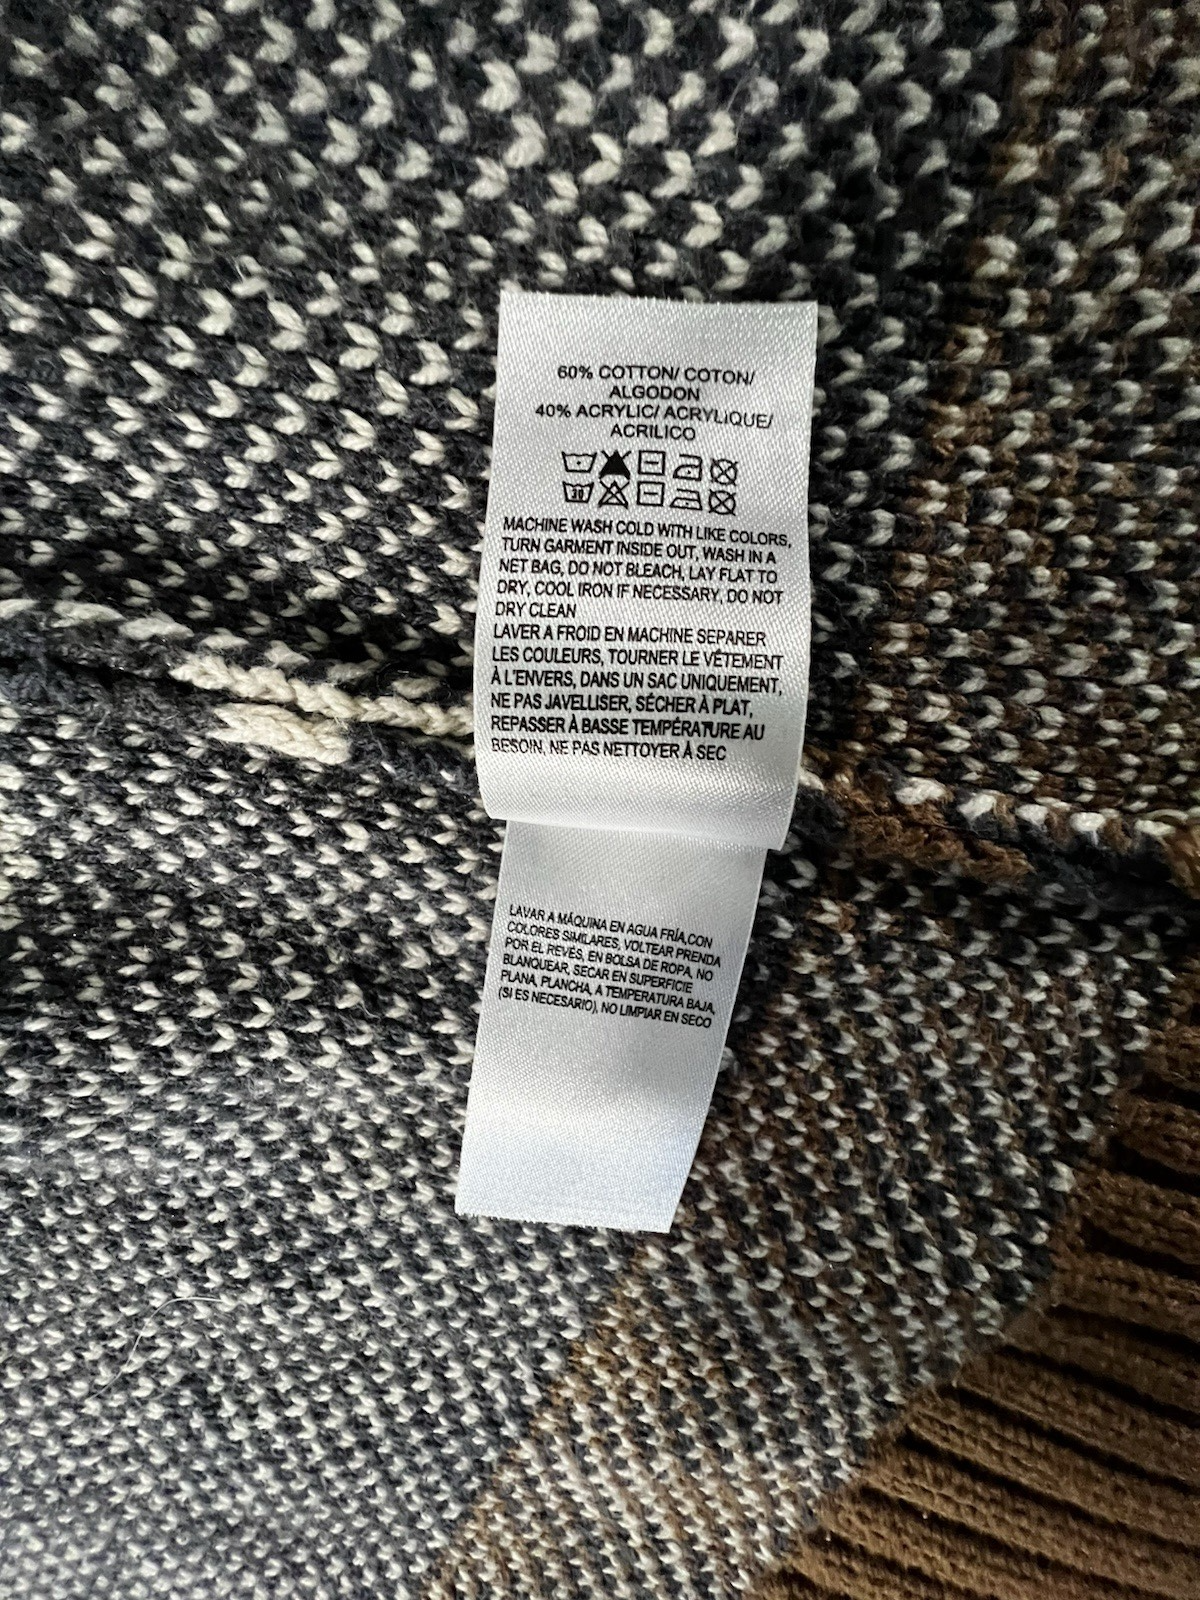 60% COTTON/ COTON/
ALGODON
40% ACRYLIC/ ACRYLIQUE/
ACRILICO
30
MACHINE WASH COLD WITH LIKE COLORS,
TURN GARMENT INSIDE OUT, WASH IN A
NET BAG, DO NOT BLEACH, LAY FLAT TO
DRY, COOL IRON IF NECESSARY, DO NOT
DRY CLEAN
LAVER A FROID EN MACHINE SEPARER
LES COULEURS, TOURNER LE VÊTEMENT
À L'ENVERS, DANS UN SAC UNIQUEMENT,
NE PAS JAVELLISER, SÉCHER À PLAT,
REPASSER À BASSE TEMPÉRATURE AU
BESOIN, NE PAS NETTOYER À SEC
LAVAR A MÁQUINA EN AGUA FRÍA,CON
COLORES SIMILARES, VOLTEAR PRENDA
POR EL REVÉS, EN BOLSA DE ROPA, NO
BLANQUEAR, SECAR EN SUPERFICIE
PLANA, PLANCHA, A TEMPERATURA BAJA,
(SI ES NECESARIO), NO LIMPIAR EN SECO